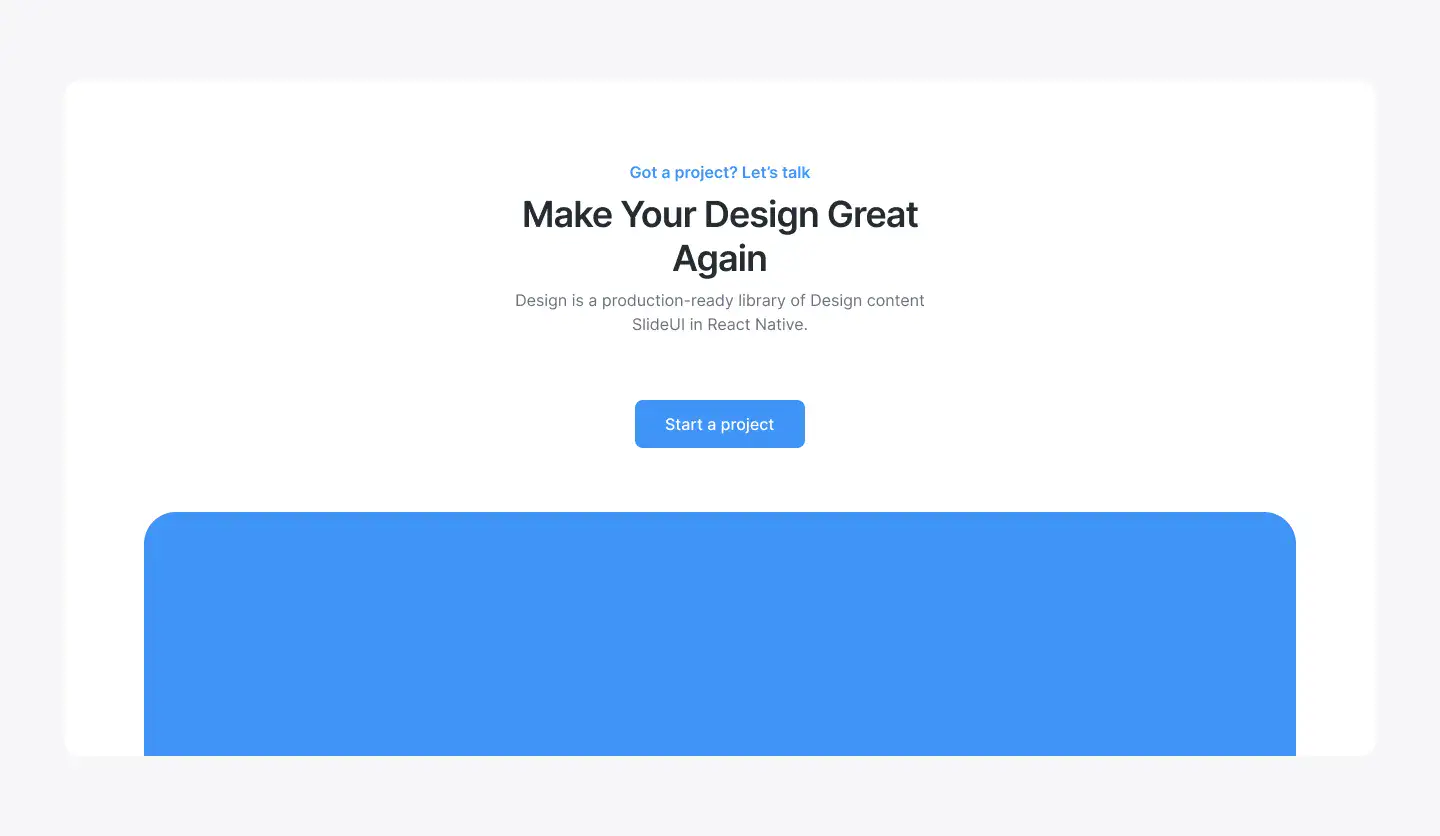 Got a project? Let’s talk
Make Your Design Great
Again
Design is a production-ready library of Design content
SlideUI in React Native.
Start a project